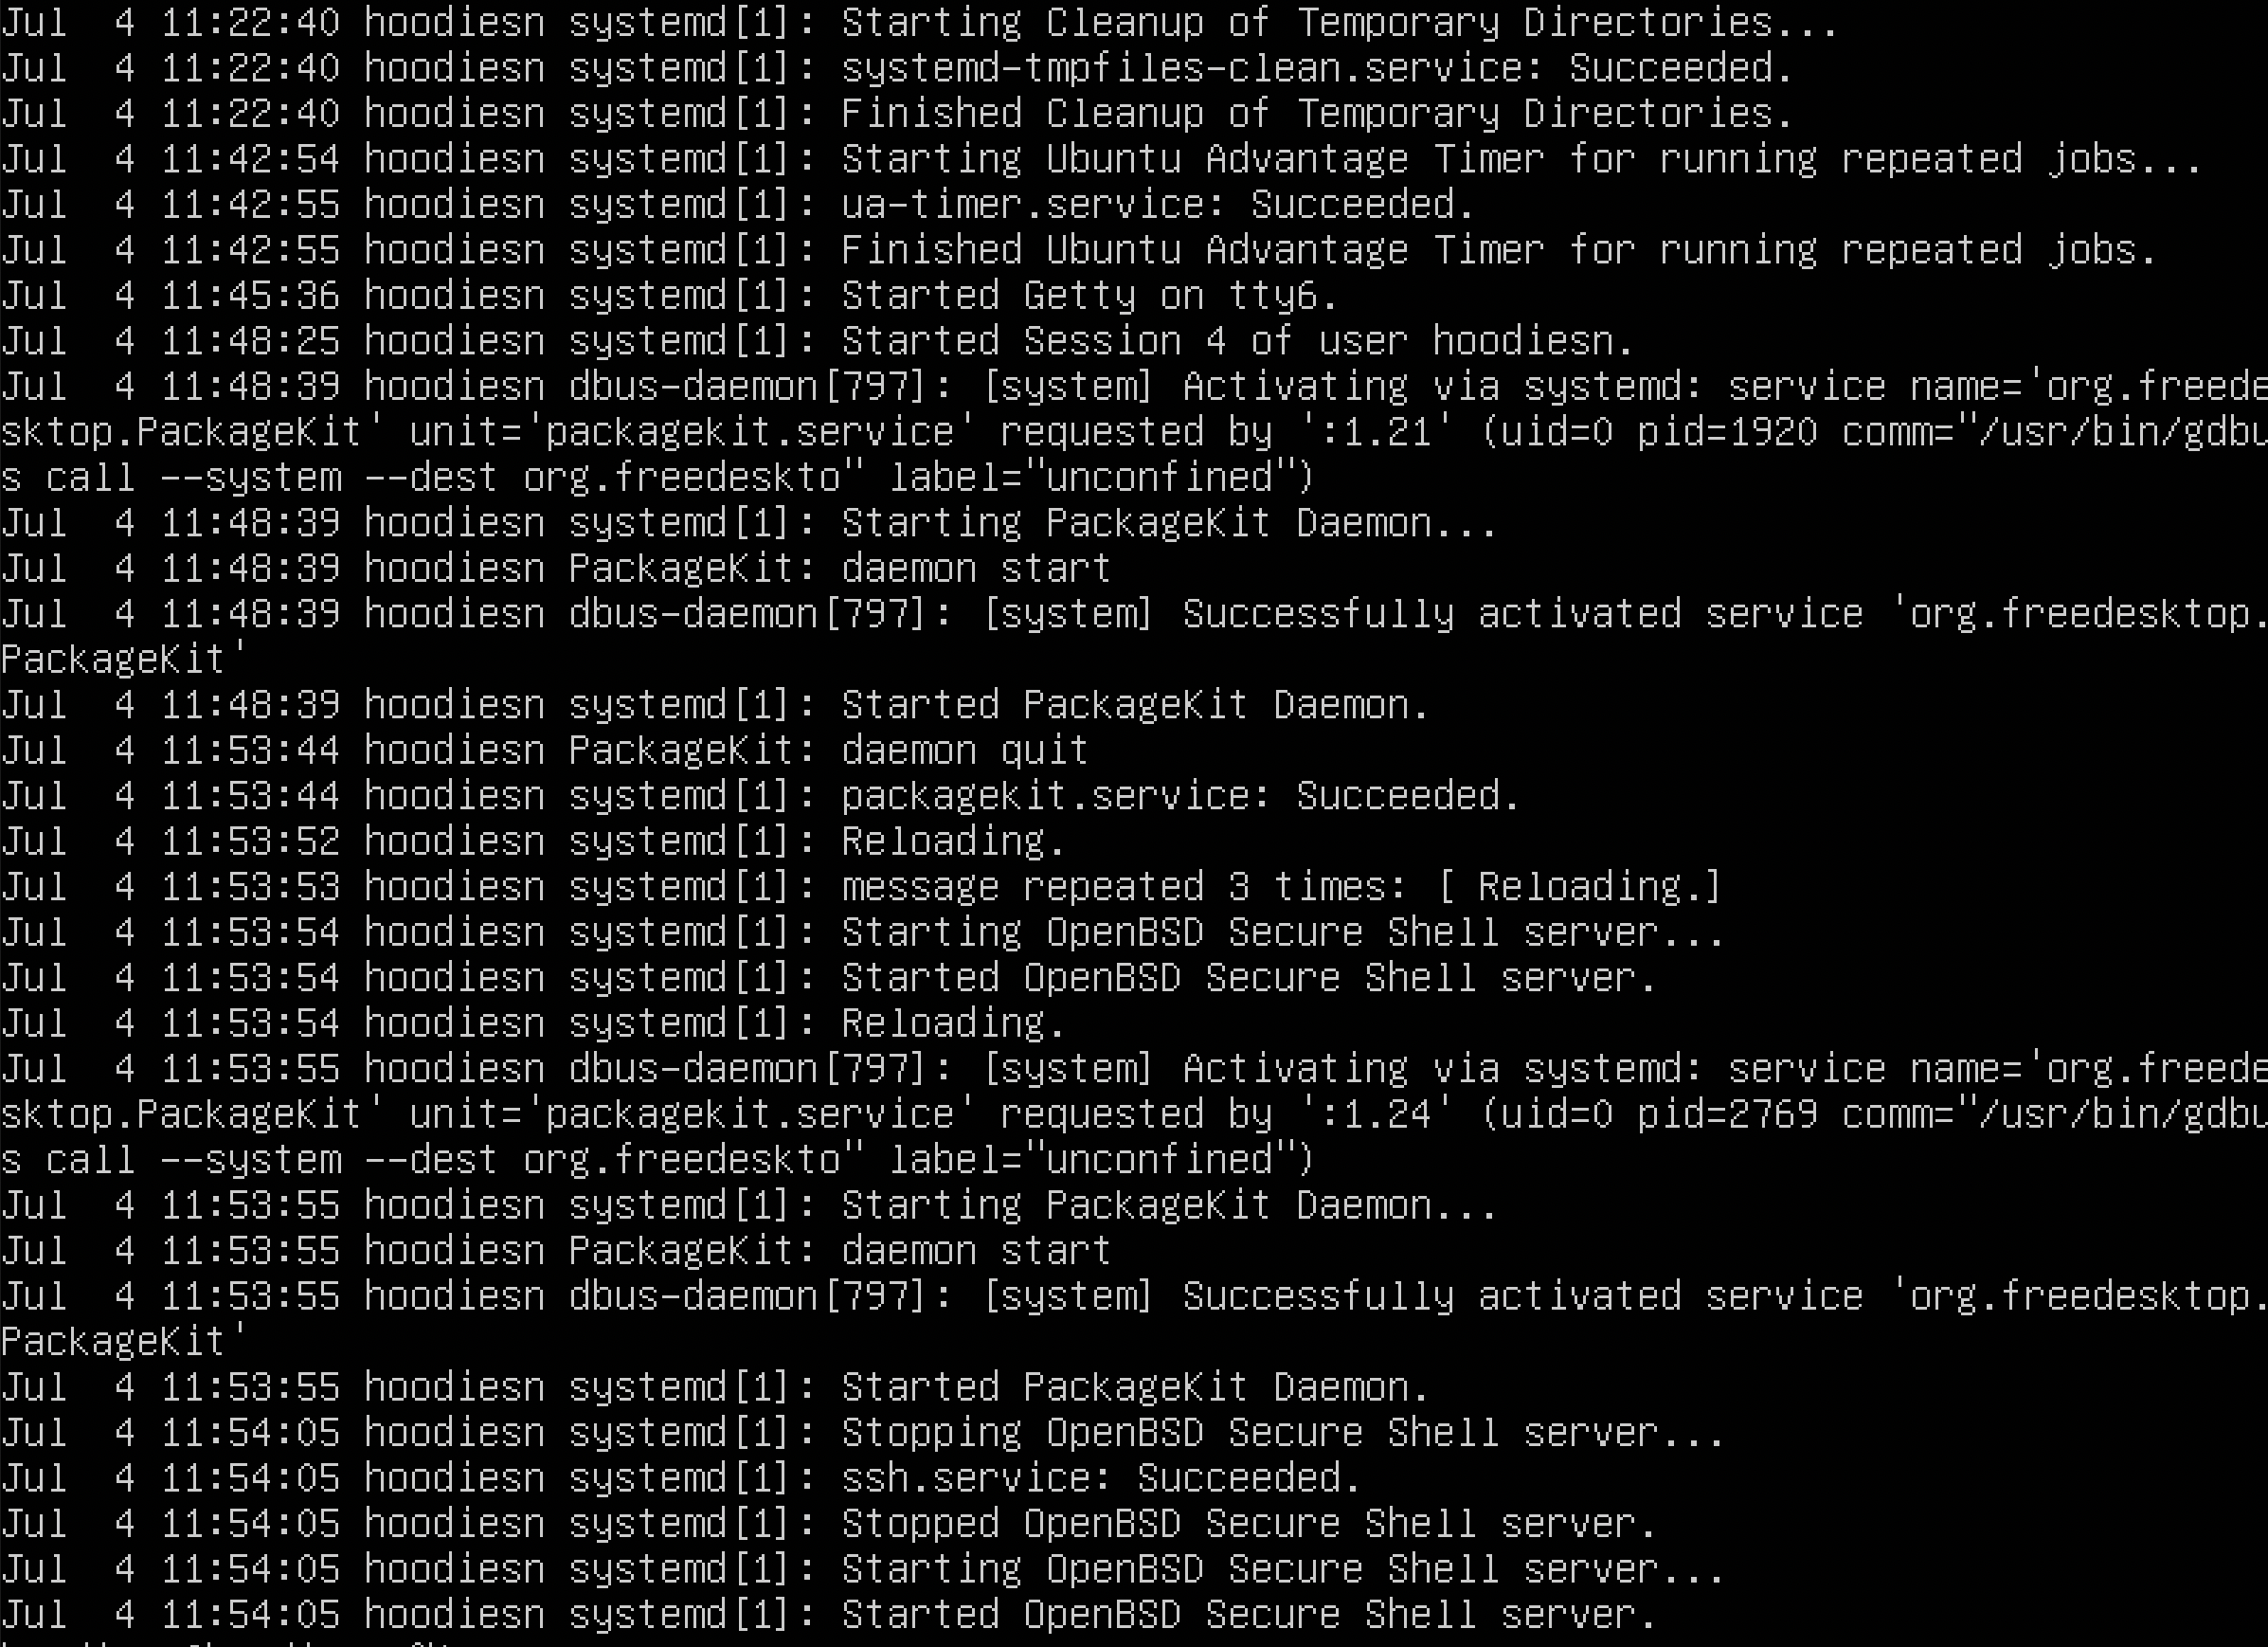 Jul  4 11:22:40 hoodiesn systemd[1]: Starting Cleanup of Temporary Directories...
Jul  4 11:22:40 hoodiesn systemd[1]: systemd-tmpfiles-clean.service: Succeeded.
Jul  4 11:22:40 hoodiesn systemd[1]: Finished Cleanup of Temporary Directories.
Jul  4 11:42:54 hoodiesn systemd[1]: Starting Ubuntu Advantage Timer for running repeated jobs...
Jul  4 11:42:55 hoodiesn systemd[1]: ua-timer.service: Succeeded.
Jul  4 11:42:55 hoodiesn systemd[1]: Finished Ubuntu Advantage Timer for running repeated jobs.
Jul  4 11:45:36 hoodiesn systemd[1]: Started Getty on tty6.
Jul  4 11:48:25 hoodiesn systemd[1]: Started Session 4 of user hoodiesn.
Jul  4 11:48:39 hoodiesn dbus-daemon[797]: [system] Activating via systemd: service name='org.freede
sktop.PackageKit' unit='packagekit.service' requested by ':1.21' (uid=0 pid=1920 comm="/usr/bin/gdbu
s call --system --dest org.freedeskto" label="unconfined")
Jul  4 11:48:39 hoodiesn systemd[1]: Starting PackageKit Daemon...
Jul  4 11:48:39 hoodiesn PackageKit: daemon start
Jul  4 11:48:39 hoodiesn dbus-daemon[797]: [system] Successfully activated service 'org.freedesktop.
PackageKit'
Jul  4 11:48:39 hoodiesn systemd[1]: Started PackageKit Daemon.
Jul  4 11:53:44 hoodiesn PackageKit: daemon quit
Jul  4 11:53:44 hoodiesn systemd[1]: packagekit.service: Succeeded.
Jul  4 11:53:52 hoodiesn systemd[1]: Reloading.
Jul  4 11:53:53 hoodiesn systemd[1]: message repeated 3 times: [ Reloading.]
Jul  4 11:53:54 hoodiesn systemd[1]: Starting OpenBSD Secure Shell server...
Jul  4 11:53:54 hoodiesn systemd[1]: Started OpenBSD Secure Shell server.
Jul  4 11:53:54 hoodiesn systemd[1]: Reloading.
Jul  4 11:53:55 hoodiesn dbus-daemon[797]: [system] Activating via systemd: service name='org.freede
sktop.PackageKit' unit='packagekit.service' requested by ':1.24' (uid=0 pid=2769 comm="/usr/bin/gdbu
s call --system --dest org.freedeskto" label="unconfined")
Jul  4 11:53:55 hoodiesn systemd[1]: Starting PackageKit Daemon...
Jul  4 11:53:55 hoodiesn PackageKit: daemon start
Jul  4 11:53:55 hoodiesn dbus-daemon[797]: [system] Successfully activated service 'org.freedesktop.
PackageKit'
Jul  4 11:53:55 hoodiesn systemd[1]: Started PackageKit Daemon.
Jul  4 11:54:05 hoodiesn systemd[1]: Stopping OpenBSD Secure Shell server...
Jul  4 11:54:05 hoodiesn systemd[1]: ssh.service: Succeeded.
Jul  4 11:54:05 hoodiesn systemd[1]: Stopped OpenBSD Secure Shell server.
Jul  4 11:54:05 hoodiesn systemd[1]: Starting OpenBSD Secure Shell server...
Jul  4 11:54:05 hoodiesn systemd[1]: Started OpenBSD Secure Shell server.